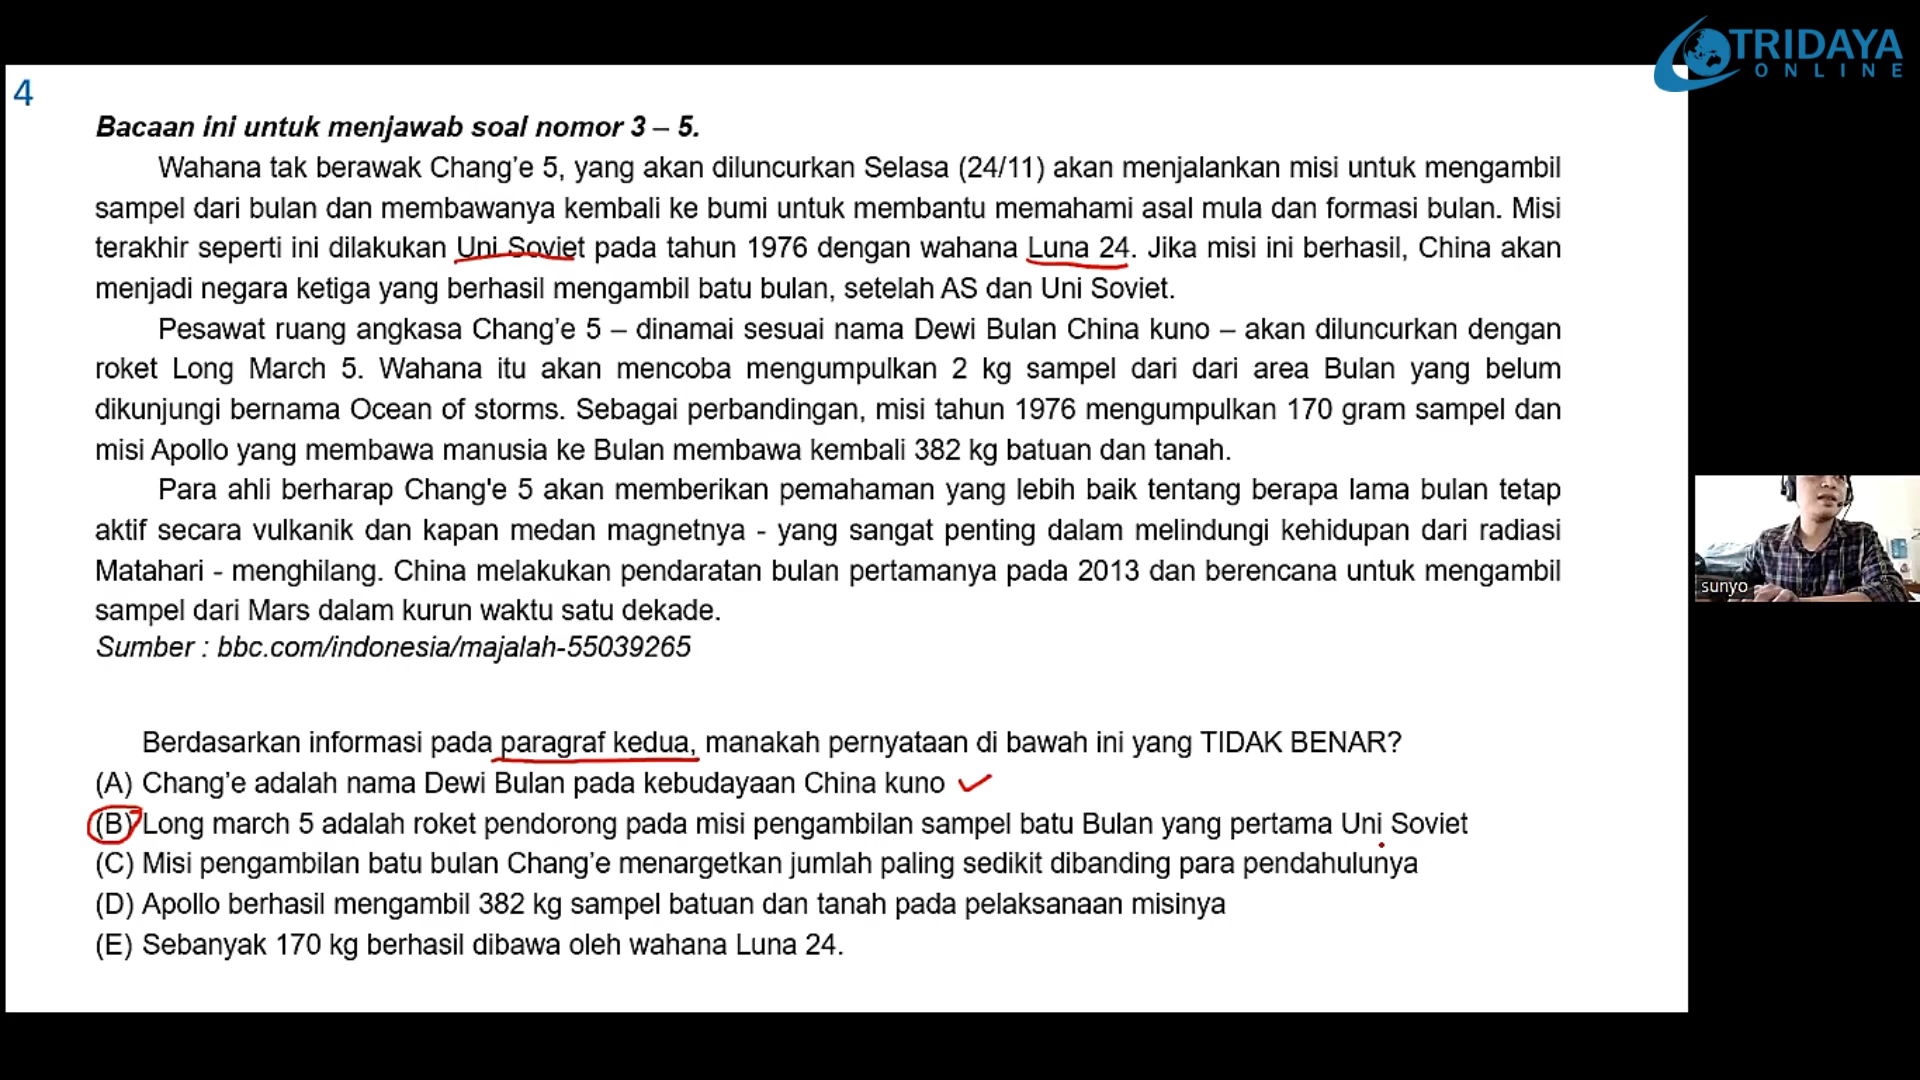 TRIDAYA
ONLINE
4
Bacaan ini untuk menjawab soal nomor 3 – 5.
Wahana tak berawak Chang’e 5, yang akan diluncurkan Selasa (24/11) akan menjalankan misi untuk mengambil
sampel dari bulan dan membawanya kembali ke bumi untuk membantu memahami asal mula dan formasi bulan. Misi
terakhir seperti ini dilakukan Uni Soviet pada tahun 1976 dengan wahana Luna 24. Jika misi ini berhasil, China akan
menjadi negara ketiga yang berhasil mengambil batu bulan, setelah AS dan Uni Soviet.
Pesawat ruang angkasa Chang’e 5 – dinamai sesuai nama Dewi Bulan China kuno – akan diluncurkan dengan
roket Long March 5. Wahana itu akan mencoba mengumpulkan 2 kg sampel dari dari area Bulan yang belum
dikunjungi bernama Ocean of storms. Sebagai perbandingan, misi tahun 1976 mengumpulkan 170 gram sampel dan
misi Apollo yang membawa manusia ke Bulan membawa kembali 382 kg batuan dan tanah.
Para ahli berharap Chang'e 5 akan memberikan pemahaman yang lebih baik tentang berapa lama bulan tetap
aktif secara vulkanik dan kapan medan magnetnya - yang sangat penting dalam melindungi kehidupan dari radiasi
Matahari - menghilang. China melakukan pendaratan bulan pertamanya pada 2013 dan berencana untuk mengambil
sampel dari Mars dalam kurun waktu satu dekade.
Sumber : bbc.com/indonesia/majalah-55039265
Berdasarkan informasi pada paragraf kedua, manakah pernyataan di bawah ini yang TIDAK BENAR?
(A) Chang’e adalah nama Dewi Bulan pada kebudayaan China kuno
(B) Long march 5 adalah roket pendorong pada misi pengambilan sampel batu Bulan yang pertama Uni Soviet
(C) Misi pengambilan batu bulan Chang’e menargetkan jumlah paling sedikit dibanding para pendahulunya
(D) Apollo berhasil mengambil 382 kg sampel batuan dan tanah pada pelaksanaan misinya
(E) Sebanyak 170 kg berhasil dibawa oleh wahana Luna 24.
sunyo